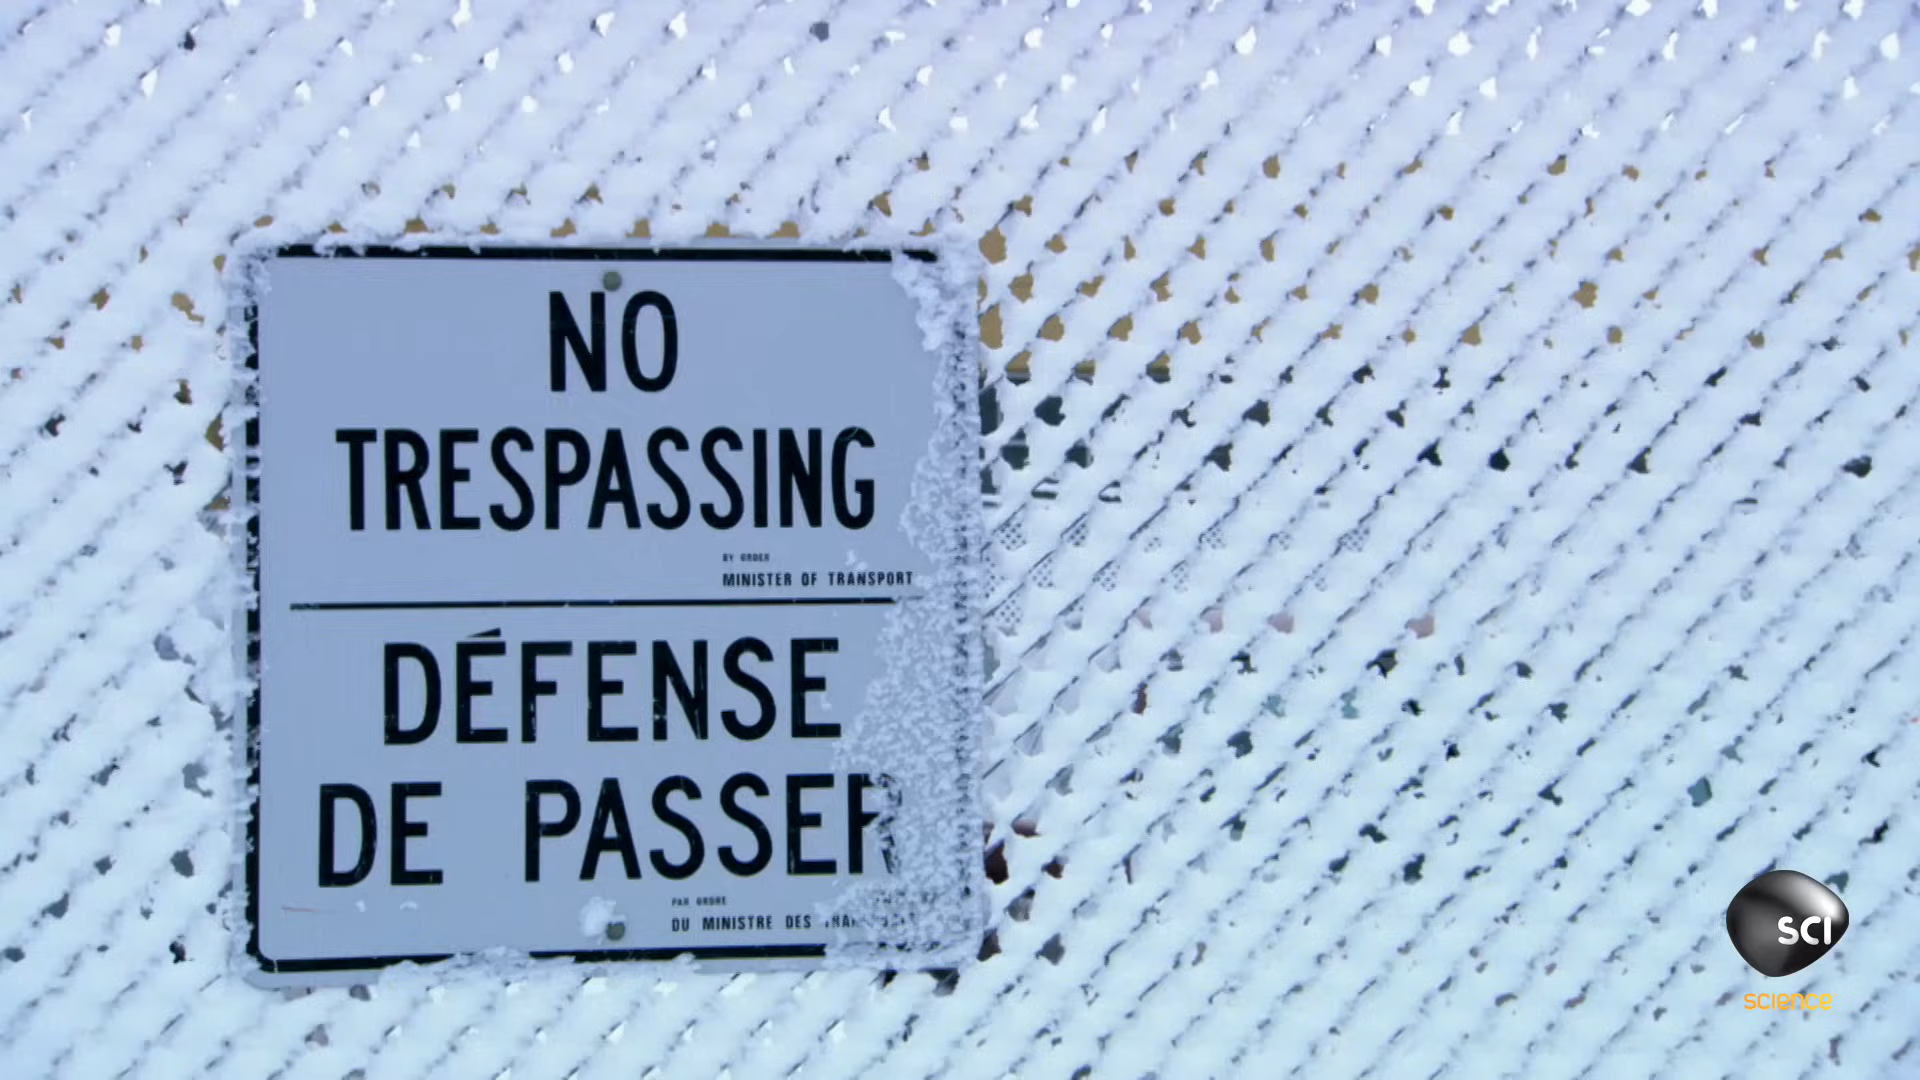 NO
TRESPASSING
BY ORDER
MINISTER OF TRANSPORT
DÉFENSE
DE PASSER
PAR ORDRE
DU MINISTRE DES
SCI
science